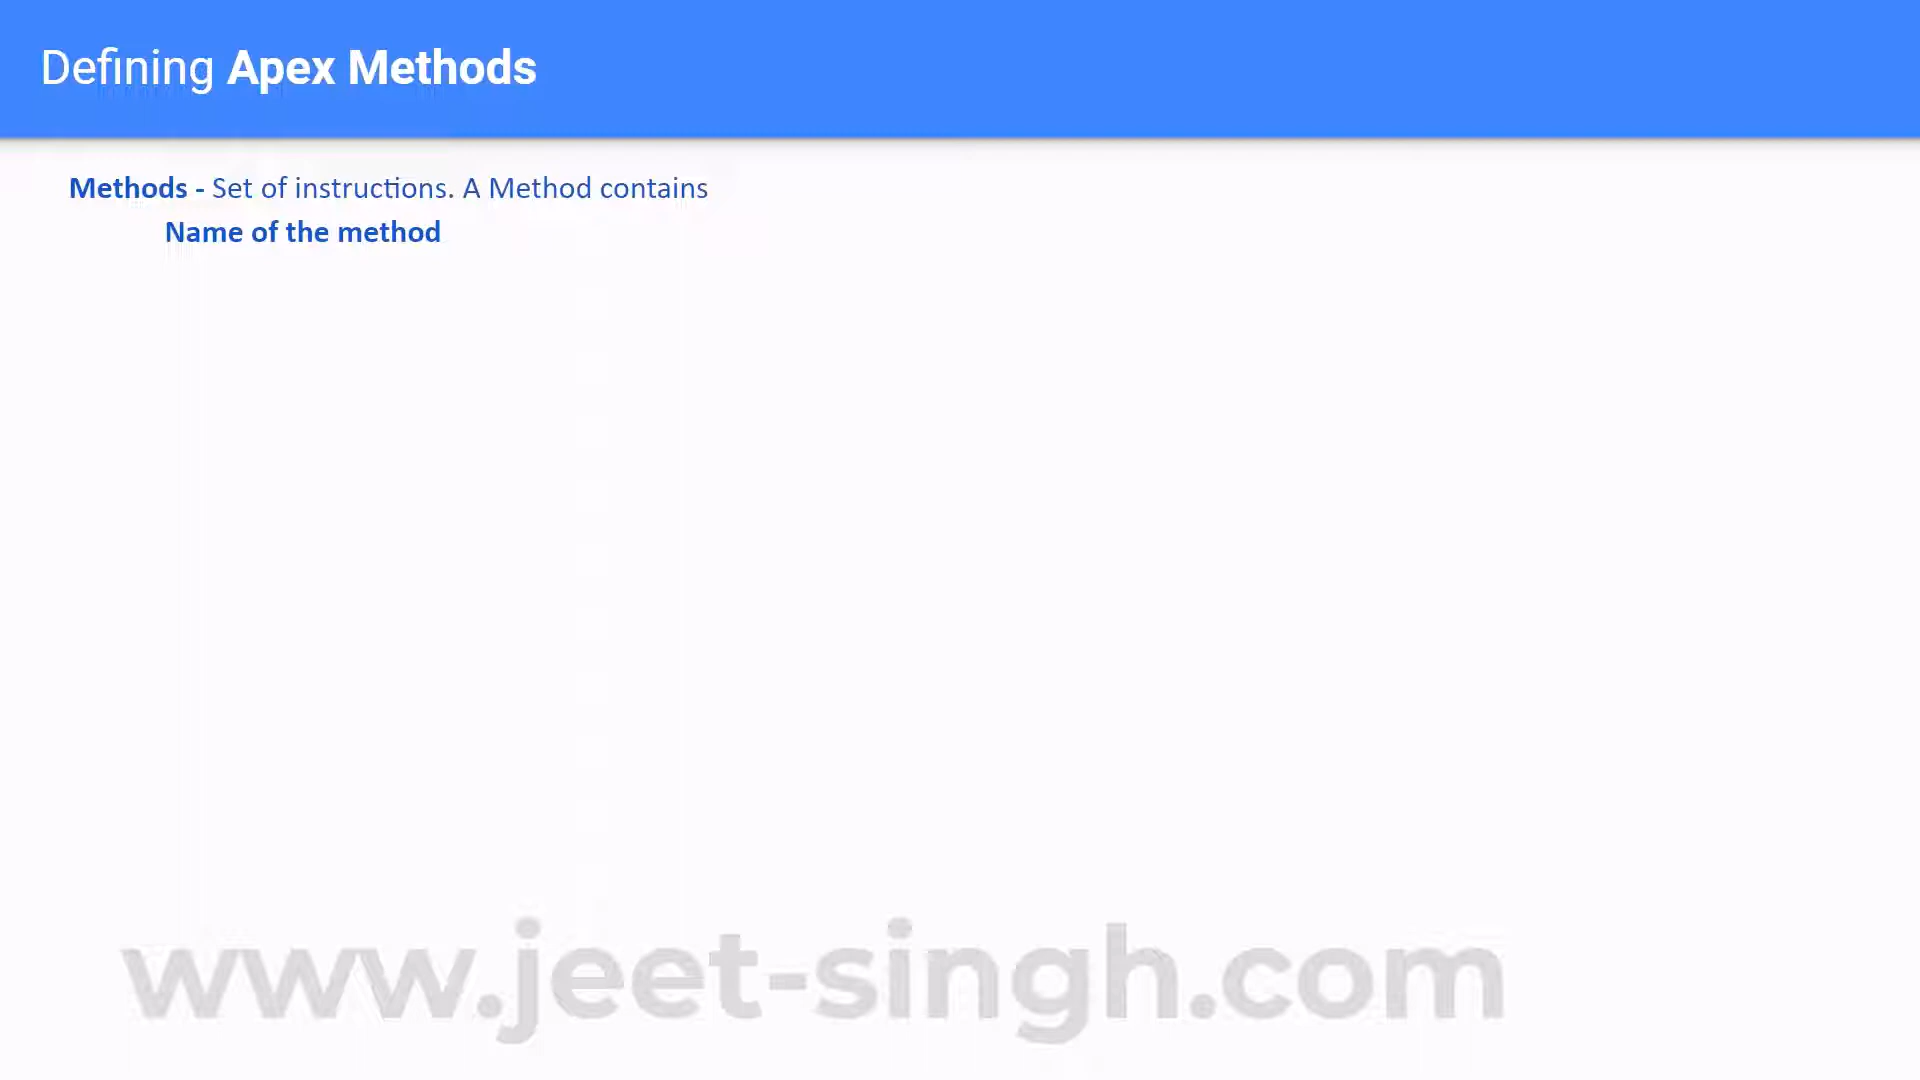 Defining Apex Methods
Methods - Set of instructions. A Method contains
Name of the method
www.jeet-singh.com